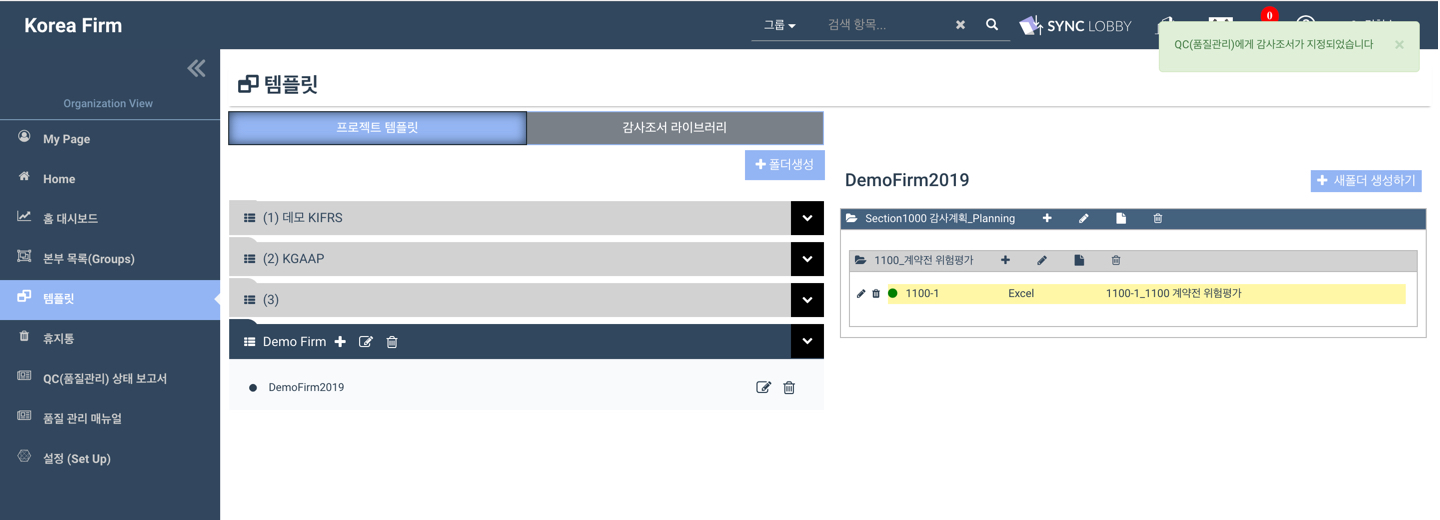 Korea Firm
그룹
검색 항목...
SYNC LOBBY
0
QC(품질관리)에게 감사조서가 지정되었습니다
Organization View
My Page
Home
홈 대시보드
본부 목록(Groups)
템플릿
휴지통
QC(품질관리) 상태 보고서
품질 관리 매뉴얼
설정 (Set Up)
템플릿
프로젝트 템플릿
감사조서 라이브러리
폴더생성
(1) 데모 KIFRS
(2) KGAAP
(3)
Demo Firm
DemoFirm2019
DemoFirm2019
새폴더 생성하기
Section1000 감사계획_Planning
1100_계약전 위험평가
1100-1 Excel 1100-1_1100 계약전 위험평가